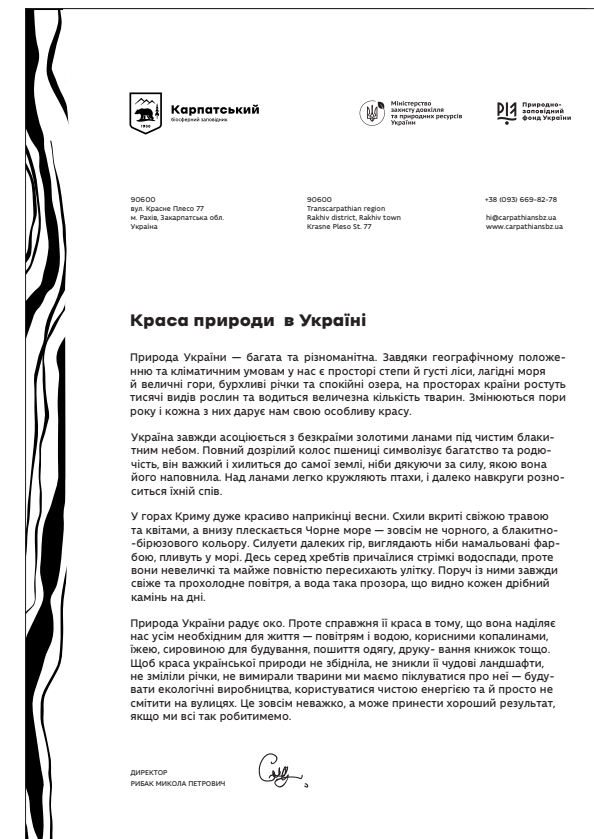 Карпатський
біосферний заповідник
1968
Міністерство
захисту довкілля
та природних ресурсів
України
Природно-
заповідний
фонд України
90600
вул. Красне Плесо 77
м. Рахів, Закарпатська обл.
Україна
90600
Transcarpathian region
Rakhiv district, Rakhiv town
Krasne Pleso St. 77
+38 (093) 669-82-78
hi@carpathiansbz.ua
www.carpathiansbz.ua
Краса природи в Україні
Природа України — багата та різноманітна. Завдяки географічному положе-
нню та кліматичним умовам у нас є просторі степи й густі ліси, лагідні моря
й величні гори, бурхливі річки та спокійні озера, на просторах країни ростуть
тисячі видів рослин та водиться величезна кількість тварин. Змінюються пори
року і кожна з них дарує нам свою особливу красу.
Україна завжди асоціюється з безкраїми золотими ланами під чистим блаки-
тним небом. Повний дозрілий колос пшениці символізує багатство та родю-
чість, він важкий і хилиться до самої землі, ніби дякуючи за силу, якою вона
його наповнила. Над ланами легко кружляють птахи, і далеко навкруги розно-
ситься їхній спів.
У горах Криму дуже красиво наприкінці весни. Схили вкриті свіжою травою
та квітами, а внизу плескається Чорне море — зовсім не чорного, а блакитно-
-бірюзового кольору. Силуети далеких гір, виглядають ніби намальовані фар-
бою, пливуть у морі. Десь серед хребтів причаїлися стрімкі водоспади, проте
вони невеличкі та майже повністю пересихають улітку. Поруч із ними завжди
свіже та прохолодне повітря, а вода така прозора, що видно кожен дрібний
камінь на дні.
Природа України радує око. Проте справжня її краса в тому, що вона наділяє
нас усім необхідним для життя — повітрям і водою, корисними копалинами,
їжею, сировиною для будування, пошиття одягу, друку- вання книжок тощо.
Щоб краса української природи не збідніла, не зникли її чудові ландшафти,
не зміліли річки, не вимирали тварини ми маємо піклуватися про неї — буду-
вати екологічні виробництва, користуватися чистою енергією та й просто не
смітити на вулицях. Це зовсім неважко, а може принести хороший результат,
якщо ми всі так робитимемо.
ДИРЕКТОР
РИБАК МИКОЛА ПЕТРОВИЧ